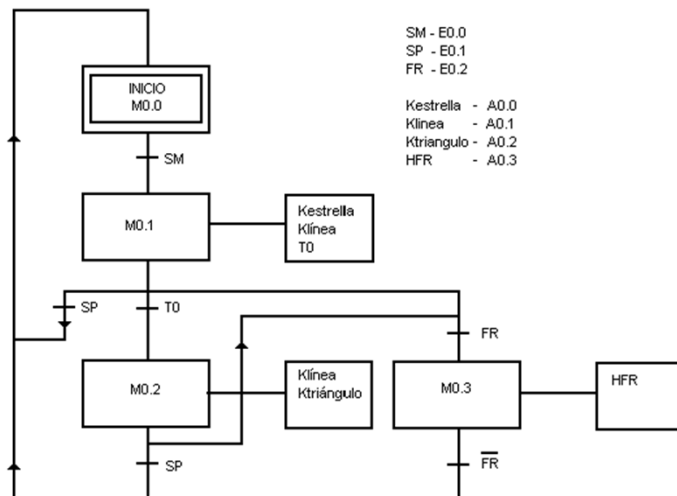 SM - E0.0
SP - E0.1
FR - E0.2
Kestrella - A0.0
Klinea - A0.1
Ktriangulo - A0.2
HFR - A0.3
INICIO
M0.0
SM
M0.1
Kestrella
Klínea
T0
SP
T0
FR
M0.2
Klínea
Ktriángulo
M0.3
HFR
SP
F̅R̅